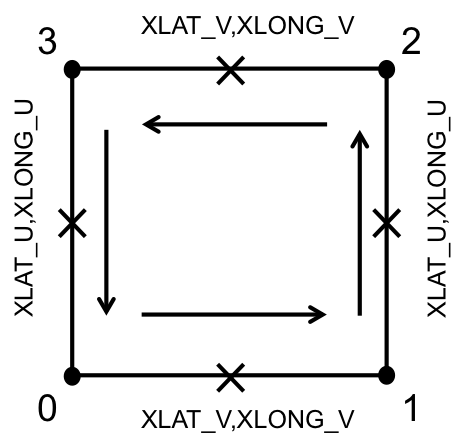 XLAT_V,XLONG_V
3
2
XLAT_U,XLONG_U
XLAT_U,XLONG_U
0
1
XLAT_V,XLONG_V